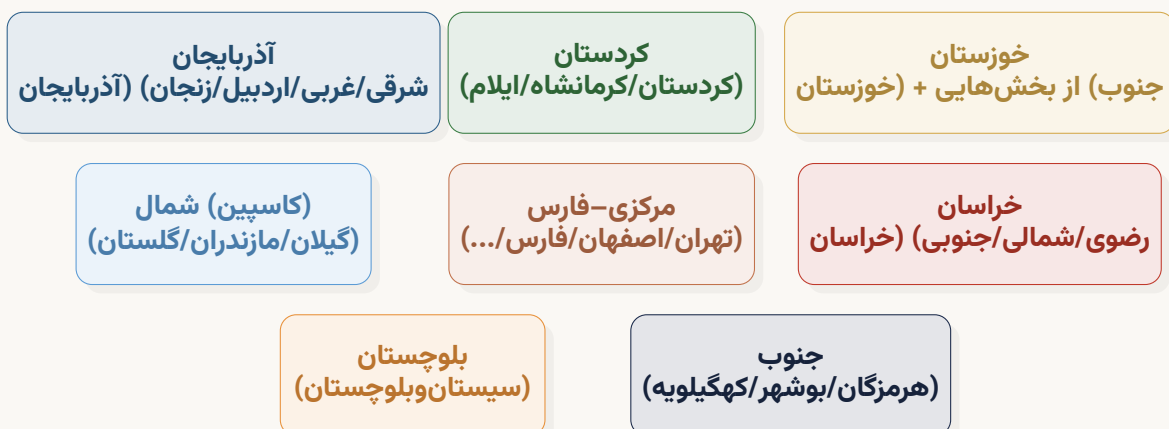 خوزستان
جنوب) از بخش‌هایی + (خوزستان
کردستان
(کردستان/کرمانشاه/ایلام)
آذربایجان
شرقی/غربی/اردبیل/زنجان) (آذربایجان
خراسان
رضوی/شمالی/جنوبی) (خراسان
مرکزی–فارس
(تهران/اصفهان/فارس/...)
(کاسپین) شمال
(گیلان/مازندران/گلستان)
جنوب
(هرمزگان/بوشهر/کهگیلویه)
بلوچستان
(سیستان‌وبلوچستان)